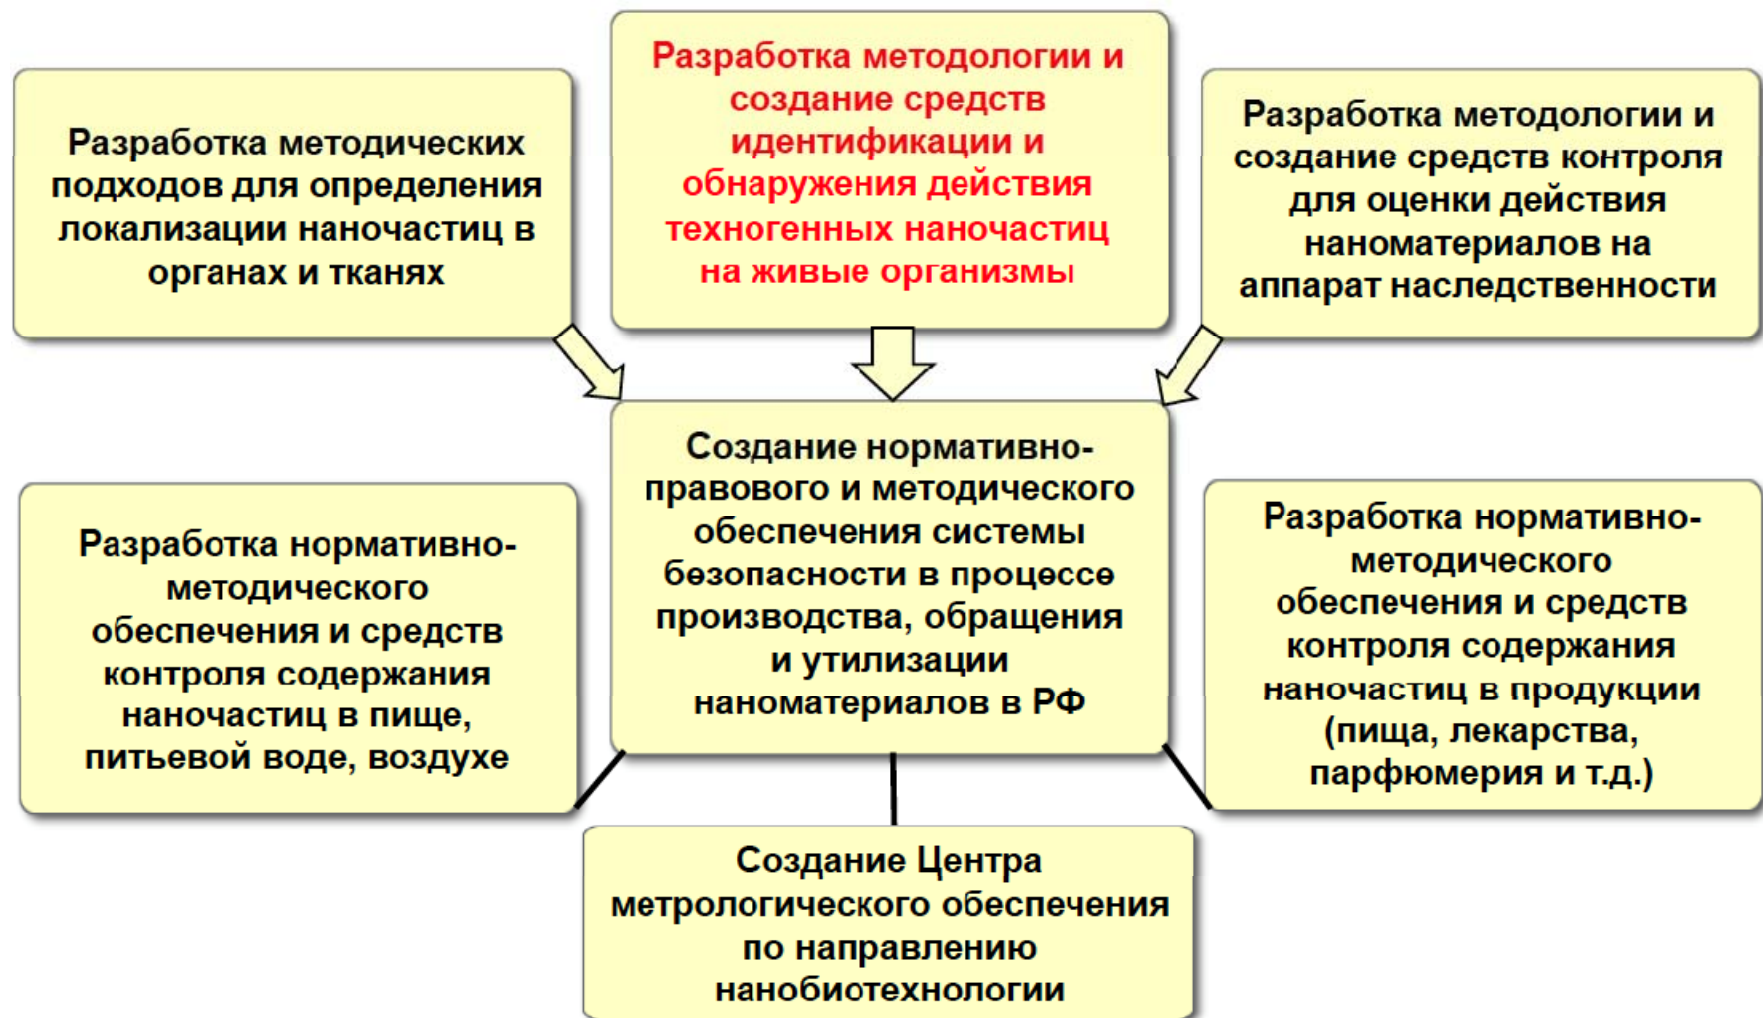 Разработка методических
подходов для определения
локализации наночастиц в
органах и тканях
Разработка методологии и
создание средств
идентификации и
обнаружения действия
техногенных наночастиц
на живые организмы
Разработка методологии и
создание средств контроля
для оценки действия
наноматериалов на
аппарат наследственности
Разработка нормативно-
методического
обеспечения и средств
контроля содержания
наночастиц в пище,
питьевой воде, воздухе
Создание нормативно-
правового и методического
обеспечения системы
безопасности в процессе
производства, обращения
и утилизации
наноматериалов в РФ
Разработка нормативно-
методического
обеспечения и средств
контроля содержания
наночастиц в продукции
(пища, лекарства,
парфюмерия и т.д.)
Создание Центра
метрологического обеспечения
по направлению
нанобиотехнологии